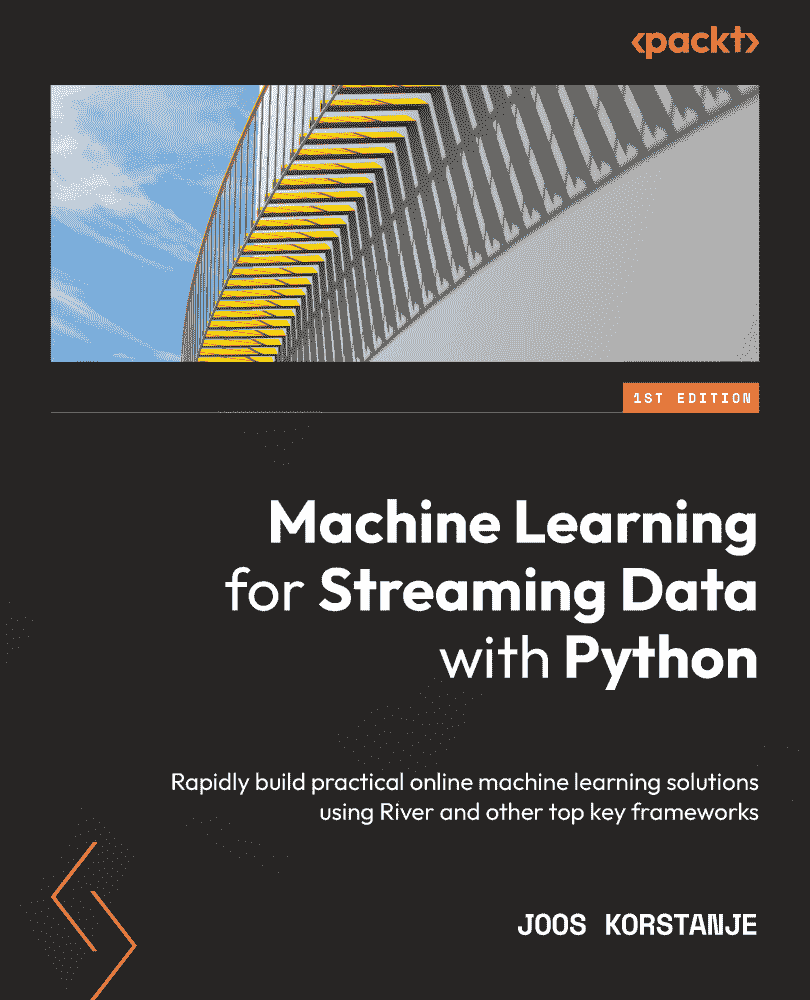 <packt>
1ST EDITION
Machine Learning
for Streaming Data
with Python
Rapidly build practical online machine learning solutions
using River and other top key frameworks
JOOS KORSTANJE